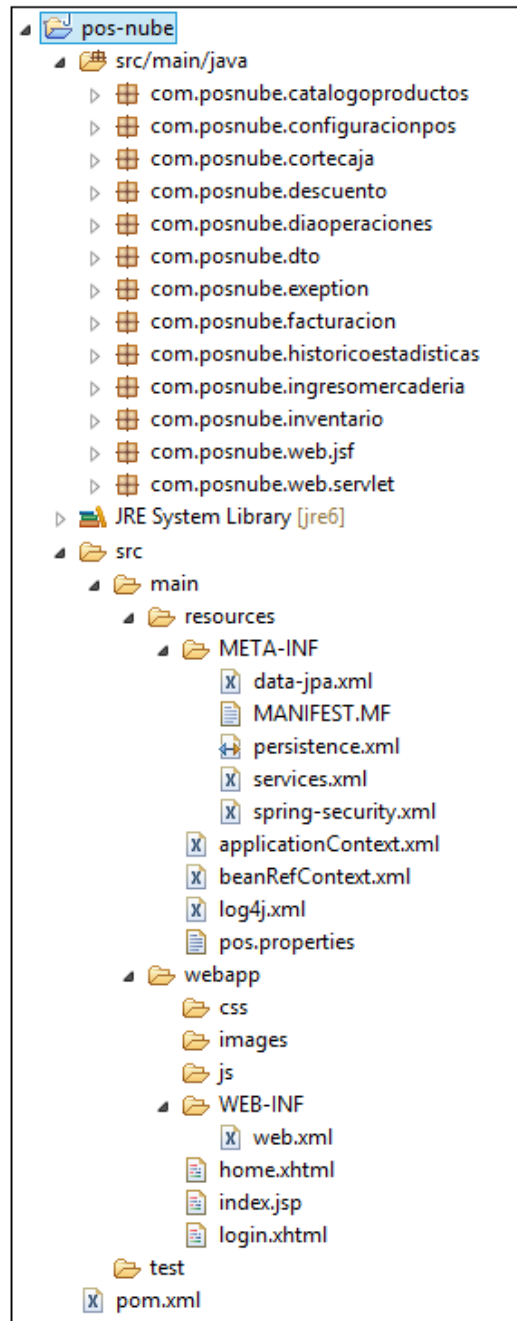 pos-nube
src/main/java
com.posnube.catalogoproductos
com.posnube.configuracionpos
com.posnube.cortecaja
com.posnube.descuento
com.posnube.diaoperaciones
com.posnube.dto
com.posnube.exeption
com.posnube.facturacion
com.posnube.historicoestadisticas
com.posnube.ingresomercaderia
com.posnube.inventario
com.posnube.web.jsf
com.posnube.web.servlet
JRE System Library [jre6]
src
main
resources
META-INF
data-jpa.xml
MANIFEST.MF
persistence.xml
services.xml
spring-security.xml
applicationContext.xml
beanRefContext.xml
log4j.xml
pos.properties
webapp
css
images
js
WEB-INF
web.xml
home.xhtml
index.jsp
login.xhtml
test
pom.xml